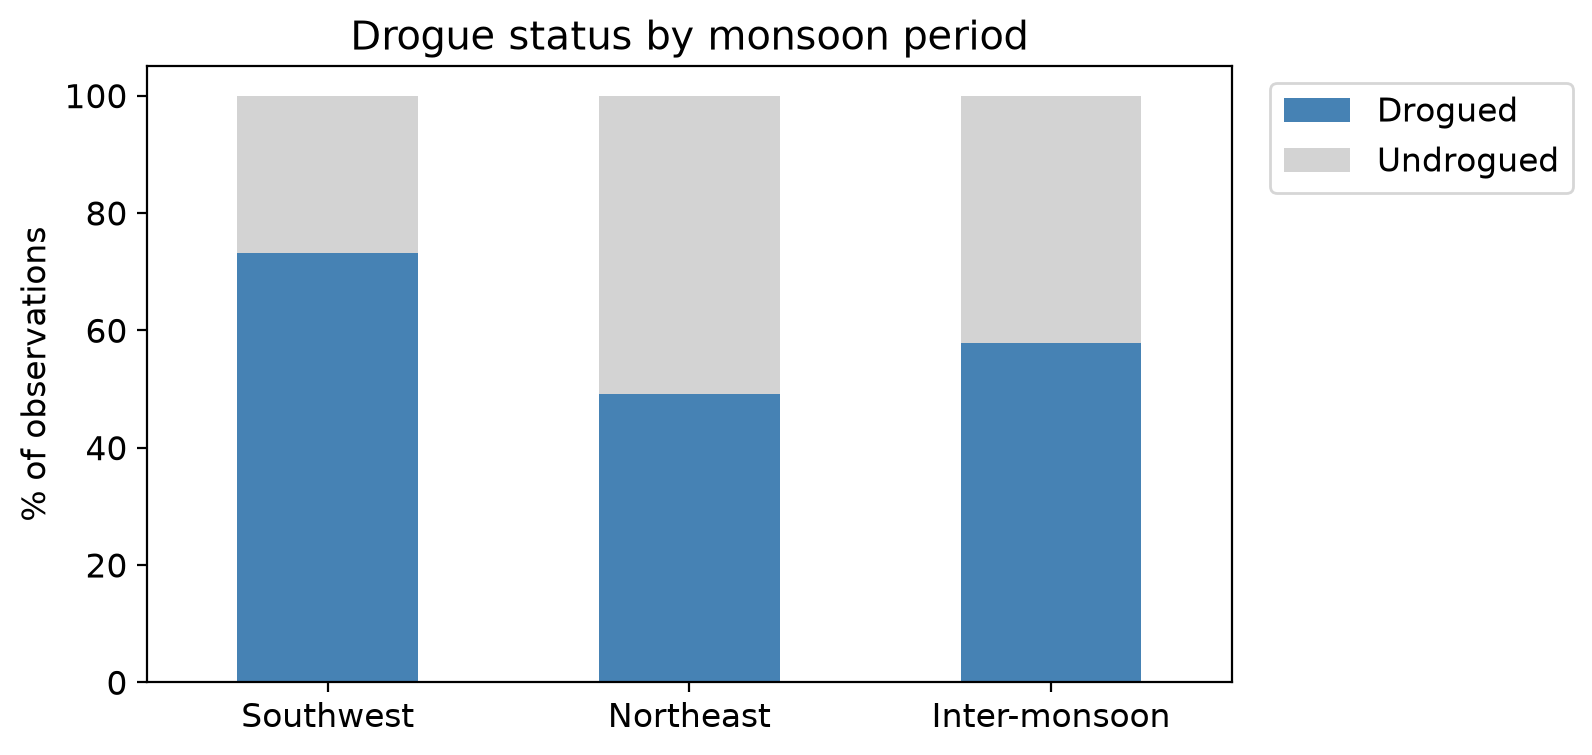 Drogue status by monsoon period
% of observations
100
80
60
40
20
0
Southwest
Northeast
Inter-monsoon
Drogued
Undrogued